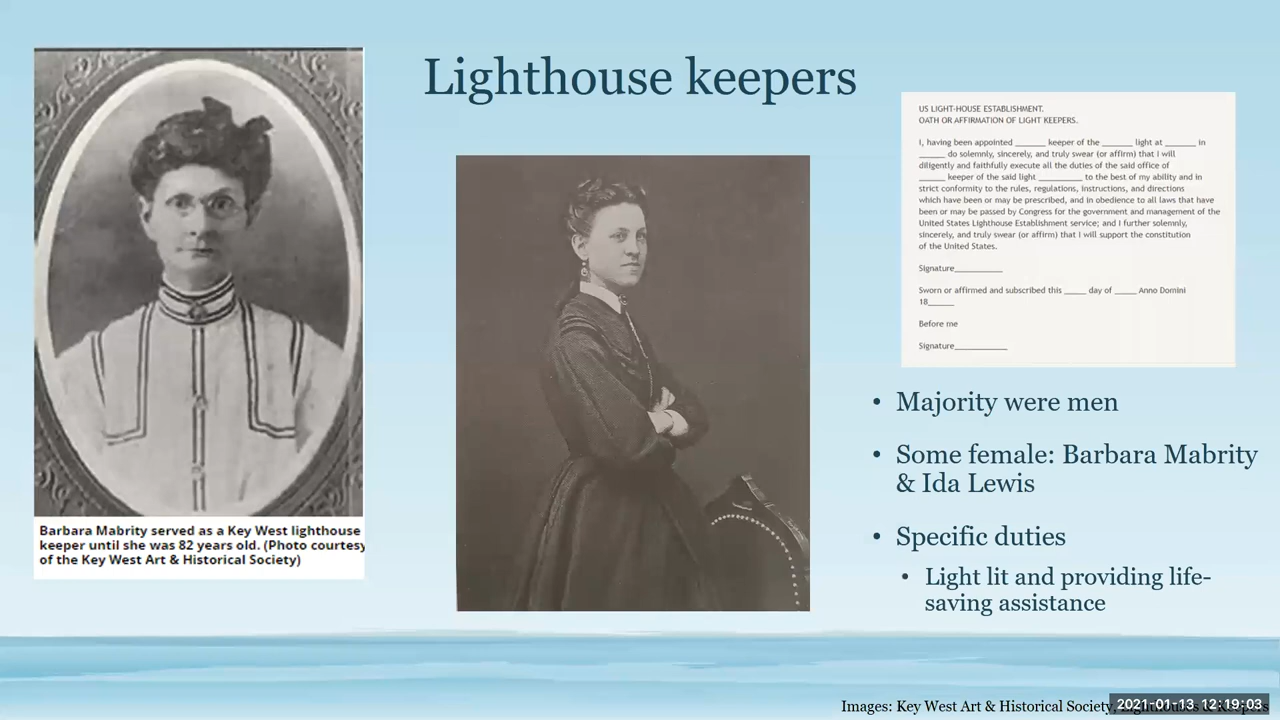 Lighthouse keepers
Barbara Mabrity served as a Key West lighthouse
keeper until she was 82 years old. (Photo courtesy
of the Key West Art & Historical Society)
US LIGHT-HOUSE ESTABLISHMENT.
OATH OR AFFIRMATION OF LIGHT KEEPERS.
I, having been appointed ______ keeper of the ______ light at ______ in
_____ do solemnly, sincerely, and truly swear (or affirm) that I will
diligently and faithfully execute all the duties of the said office of
_____ keeper of the said light _________ to the best of my ability and in
strict conformity to the rules, regulations, instructions, and directions
which have been or may be prescribed, and in obedience to all laws that have
been or may be passed by Congress for the government and management of the
United States Lighthouse Establishment service; and I further solemnly,
sincerely, and truly swear (or affirm) that I will support the constitution
of the United States.
Signature__________
Sworn or affirmed and subscribed this _____ day of _____ Anno Domini
18_____
Before me
Signature___________
• Majority were men
• Some female: Barbara Mabrity
& Ida Lewis
• Specific duties
• Light lit and providing life-
saving assistance
Images: Key West Art & Historical Society,
2021-01-13 12:19:03